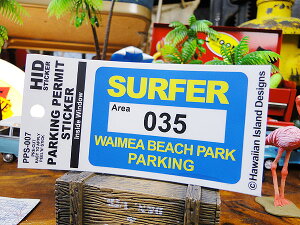 HID
STICKER
PARKING PERMIT
STICKER
Inside Window
PPS-007
SURFER
Area
035
WAIMEA BEACH PARK
PARKING
© Hawaiian Island Designs